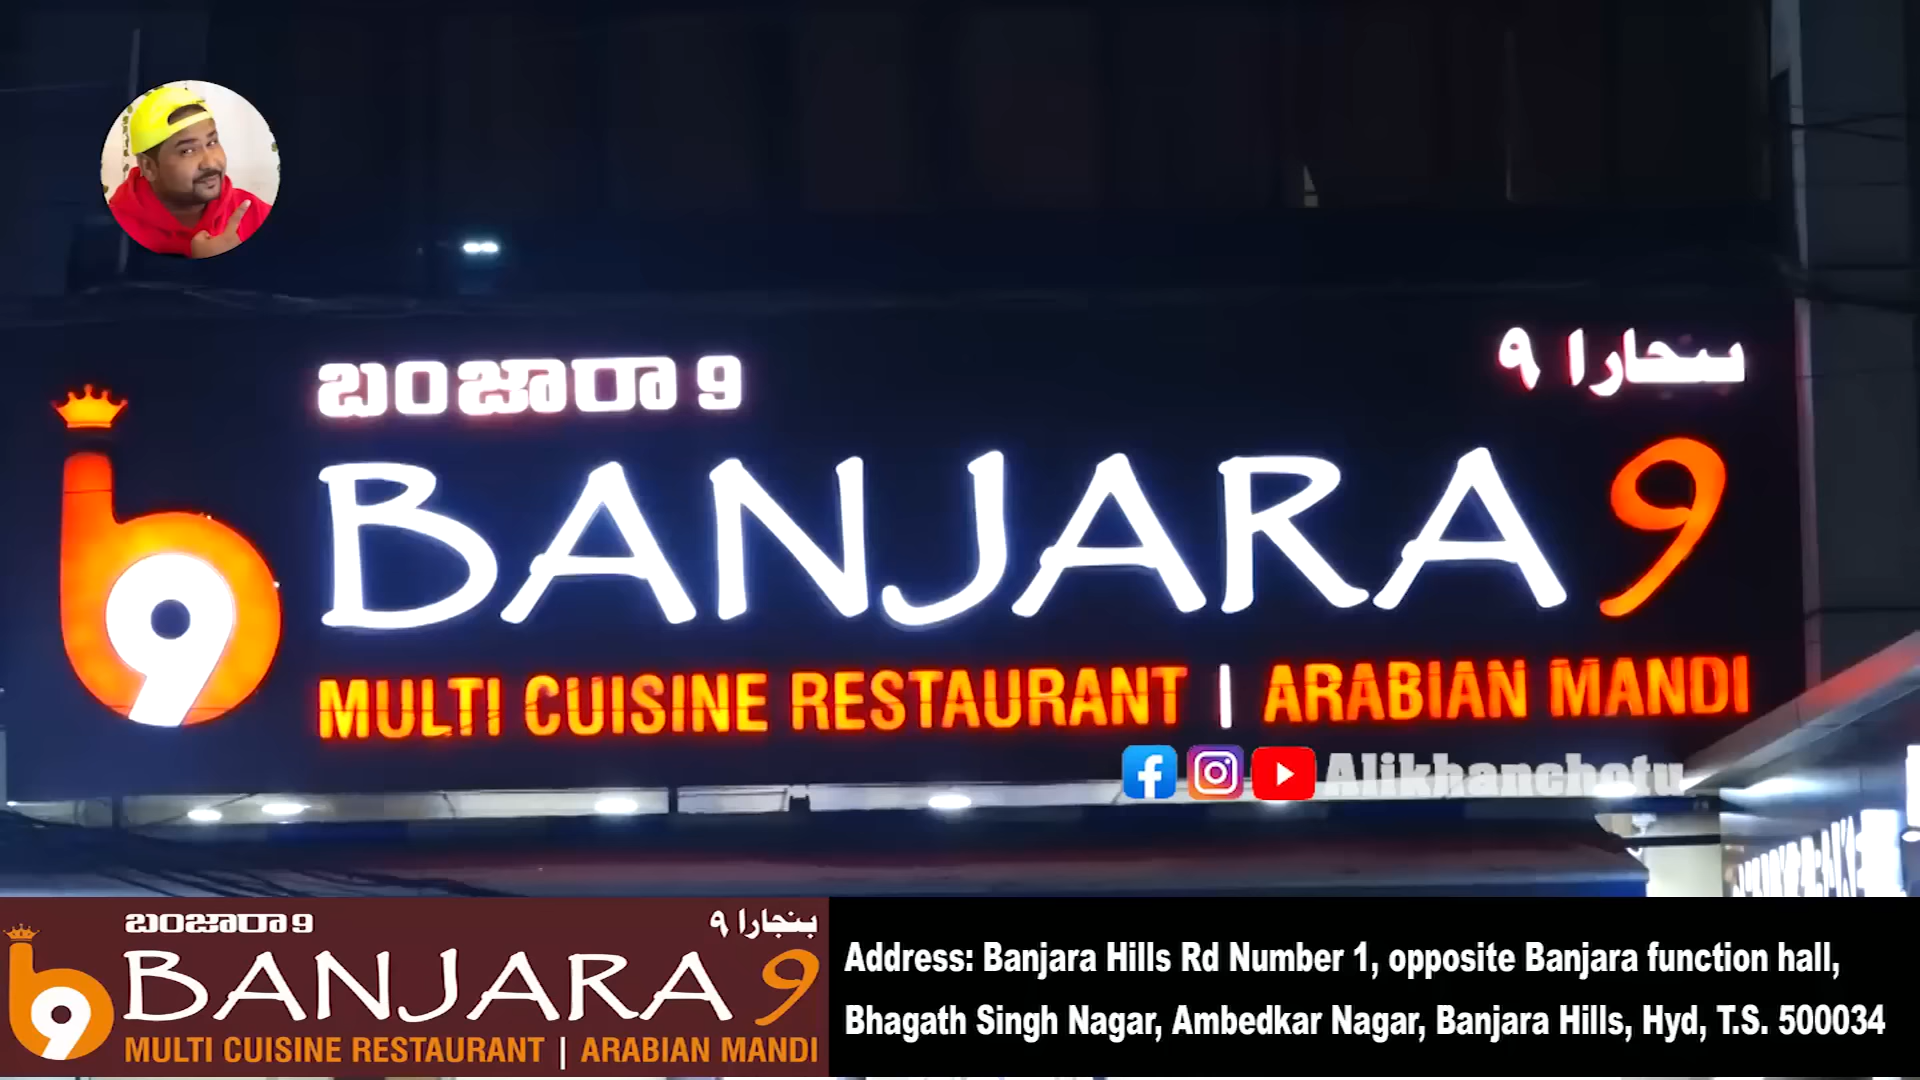 బంజారా 9
بنجارا ٩
BANJARA 9
9
MULTI CUISINE RESTAURANT | ARABIAN MANDI
Alikhanchotu
బంజారా 9
بنجارا ٩
BANJARA 9
9
MULTI CUISINE RESTAURANT | ARABIAN MANDI
Address: Banjara Hills Rd Number 1, opposite Banjara function hall,
Bhagath Singh Nagar, Ambedkar Nagar, Banjara Hills, Hyd, T.S. 500034